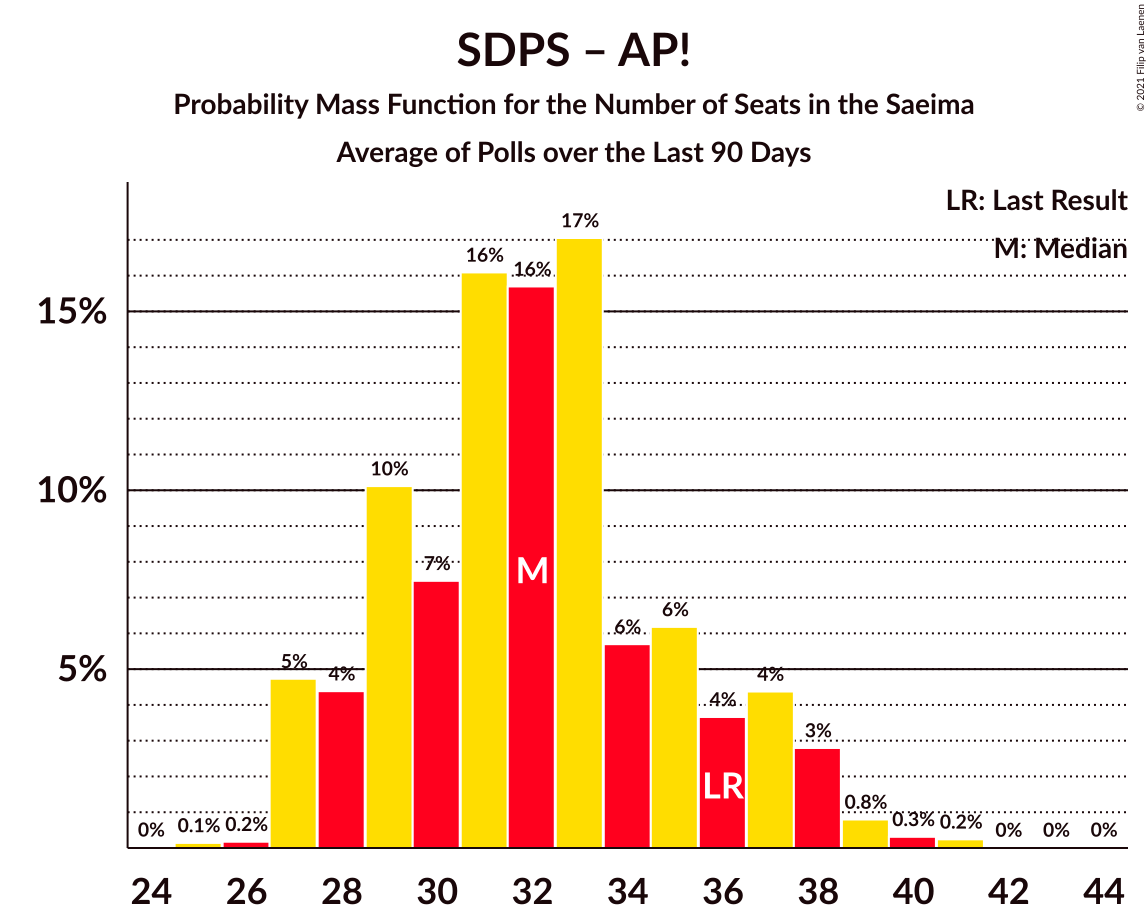 SDPS – AP!
Probability Mass Function for the Number of Seats in the Saeima
Average of Polls over the Last 90 Days
© 2021 Filip van Laenen
LR: Last Result
M: Median
15%
10%
5%
0%
0.1%
0.2%
5%
4%
10%
7%
16%
16%
17%
6%
6%
4%
4%
3%
0.8%
0.3%
0.2%
0%
0%
0%
M
LR
24 26 28 30 32 34 36 38 40 42 44